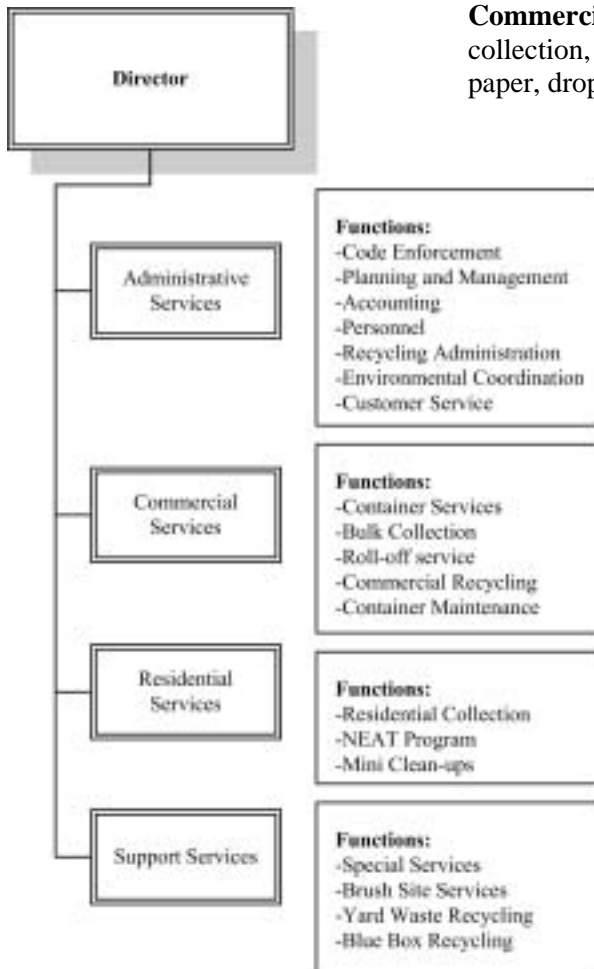 Commerci
collection,
paper, drop
Director
Administrative
Services
Functions:
-Code Enforcement
-Planning and Management
-Accounting
-Personnel
-Recycling Administration
-Environmental Coordination
-Customer Service
Commercial
Services
Functions:
-Container Services
-Bulk Collection
-Roll-off service
-Commercial Recycling
-Container Maintenance
Residential
Services
Functions:
-Residential Collection
-NEAT Program
-Mini Clean-ups
Support Services
Functions:
-Special Services
-Brush Site Services
-Yard Waste Recycling
-Blue Box Recycling